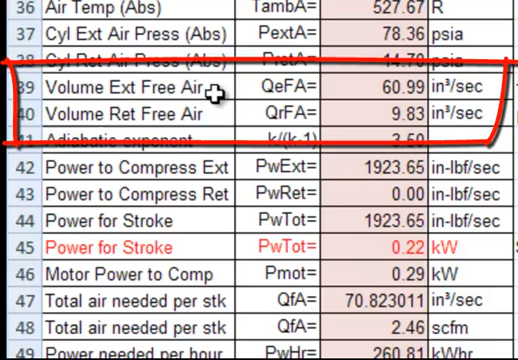 36 Air Temp (Abs) TambA= 527.67 R
37 Cyl Ext Air Press (Abs) PextA= 78.36 psia
38 Cyl Ret Air Press (Abs) PretA= 14.70 psia
39 Volume Ext Free Air QeFA= 60.99 in³/sec
40 Volume Ret Free Air QrFA= 9.83 in³/sec
41 Adiabatic exponent k/(k-1) 3.50
42 Power to Compress Ext PwExt= 1923.65 in-lbf/sec
43 Power to Compress Ret PwRet= 0.00 in-lbf/sec
44 Power for Stroke PwTot= 1923.65 in-lbf/sec
45 Power for Stroke PwTot= 0.22 kW
46 Motor Power to Comp Pmot= 0.29 kW
47 Total air needed per stk QfA= 70.823011 in³/sec
48 Total air needed per stk QfA= 2.46 scfm
49 Power needed per hour PwHr= 260.81 kWhr